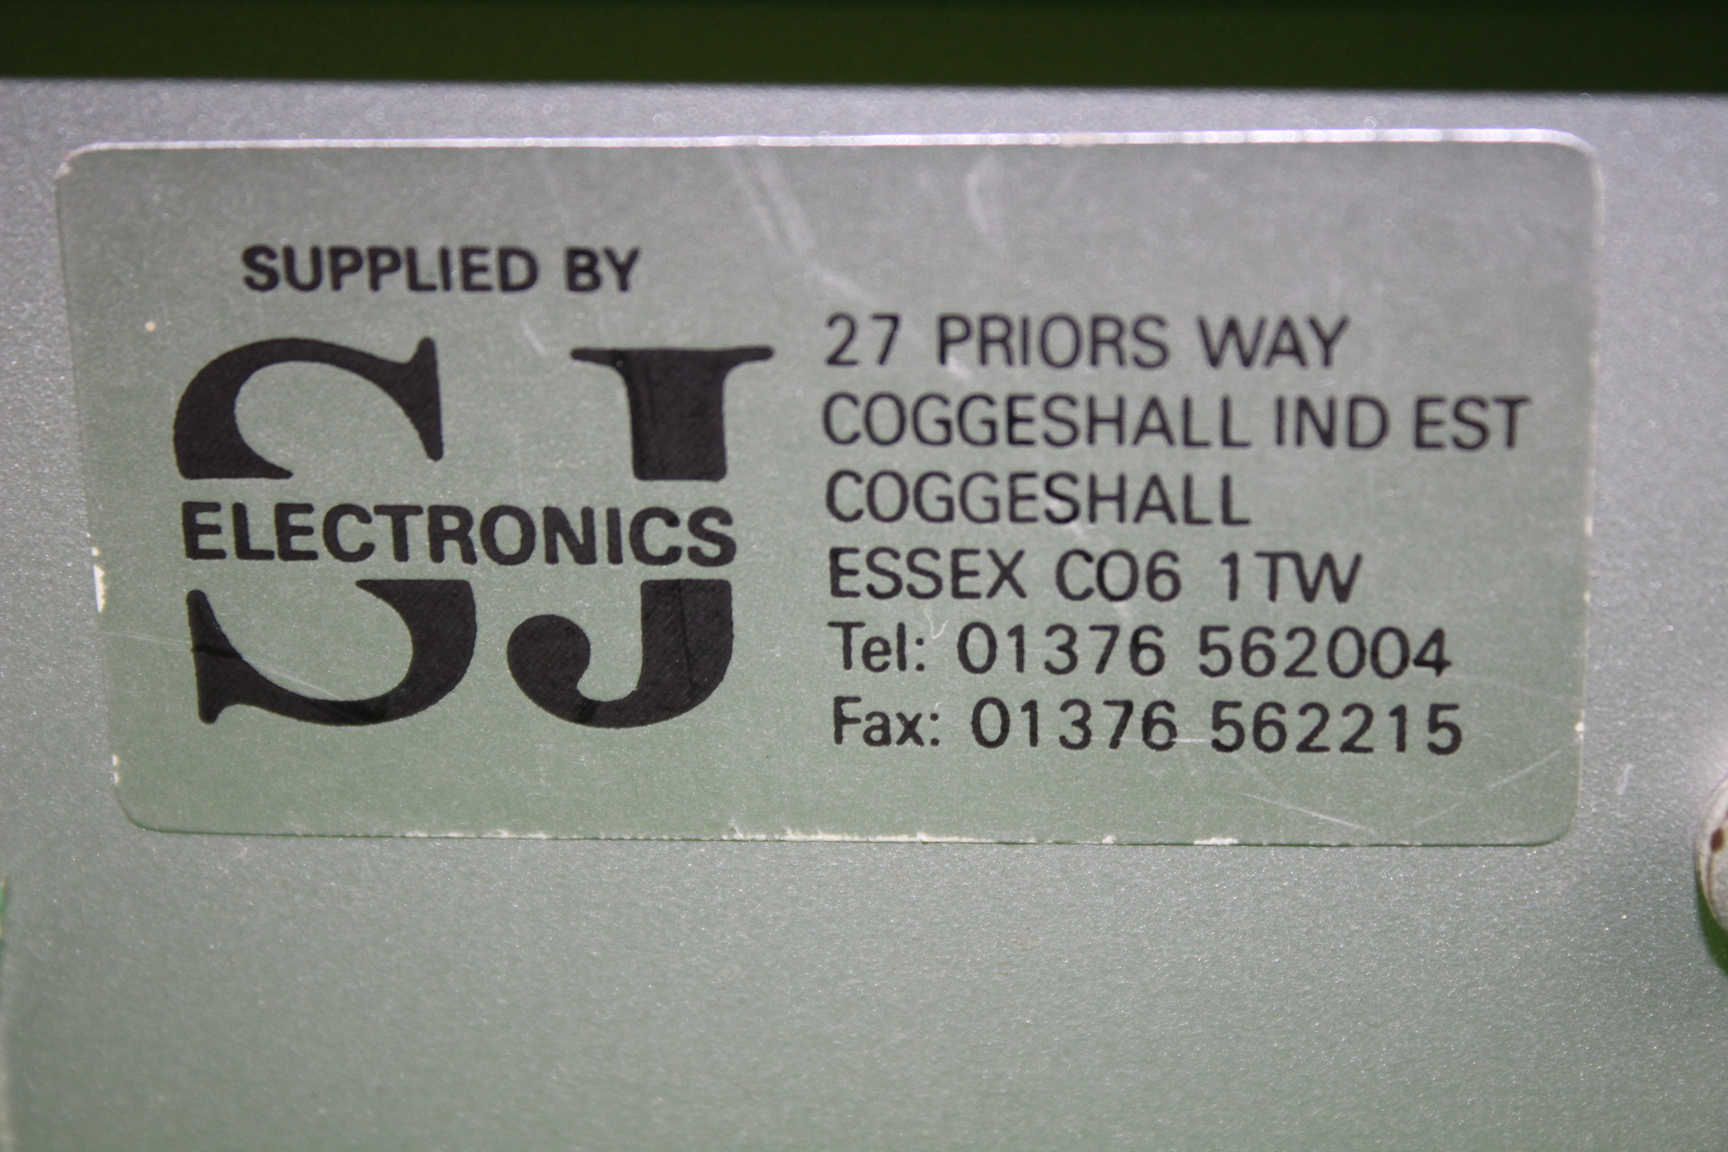 SUPPLIED BY
SJ
ELECTRONICS
27 PRIORS WAY
COGGESHALL IND EST
COGGESHALL
ESSEX CO6 1TW
Tel: 01376 562004
Fax: 01376 562215